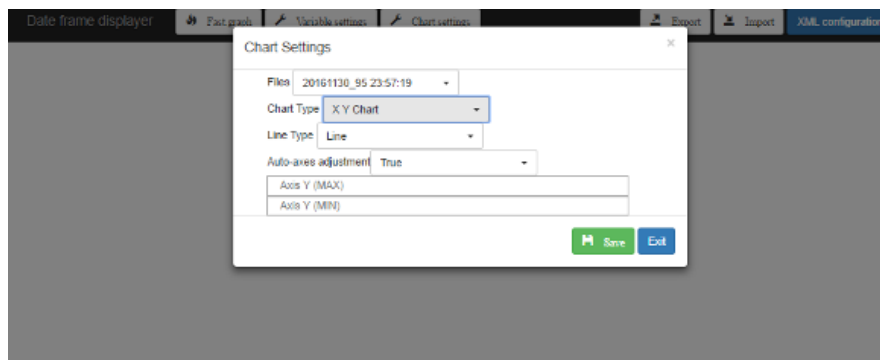 Date frame displayer Fast graph Variable settings Chart settings Export Import XML configuration
Chart Settings ×
Files 20161130_95 23:57:19
Chart Type X Y Chart
Line Type Line
Auto-axes adjustment True
Axis Y (MAX)
Axis Y (MIN)
Save Exit